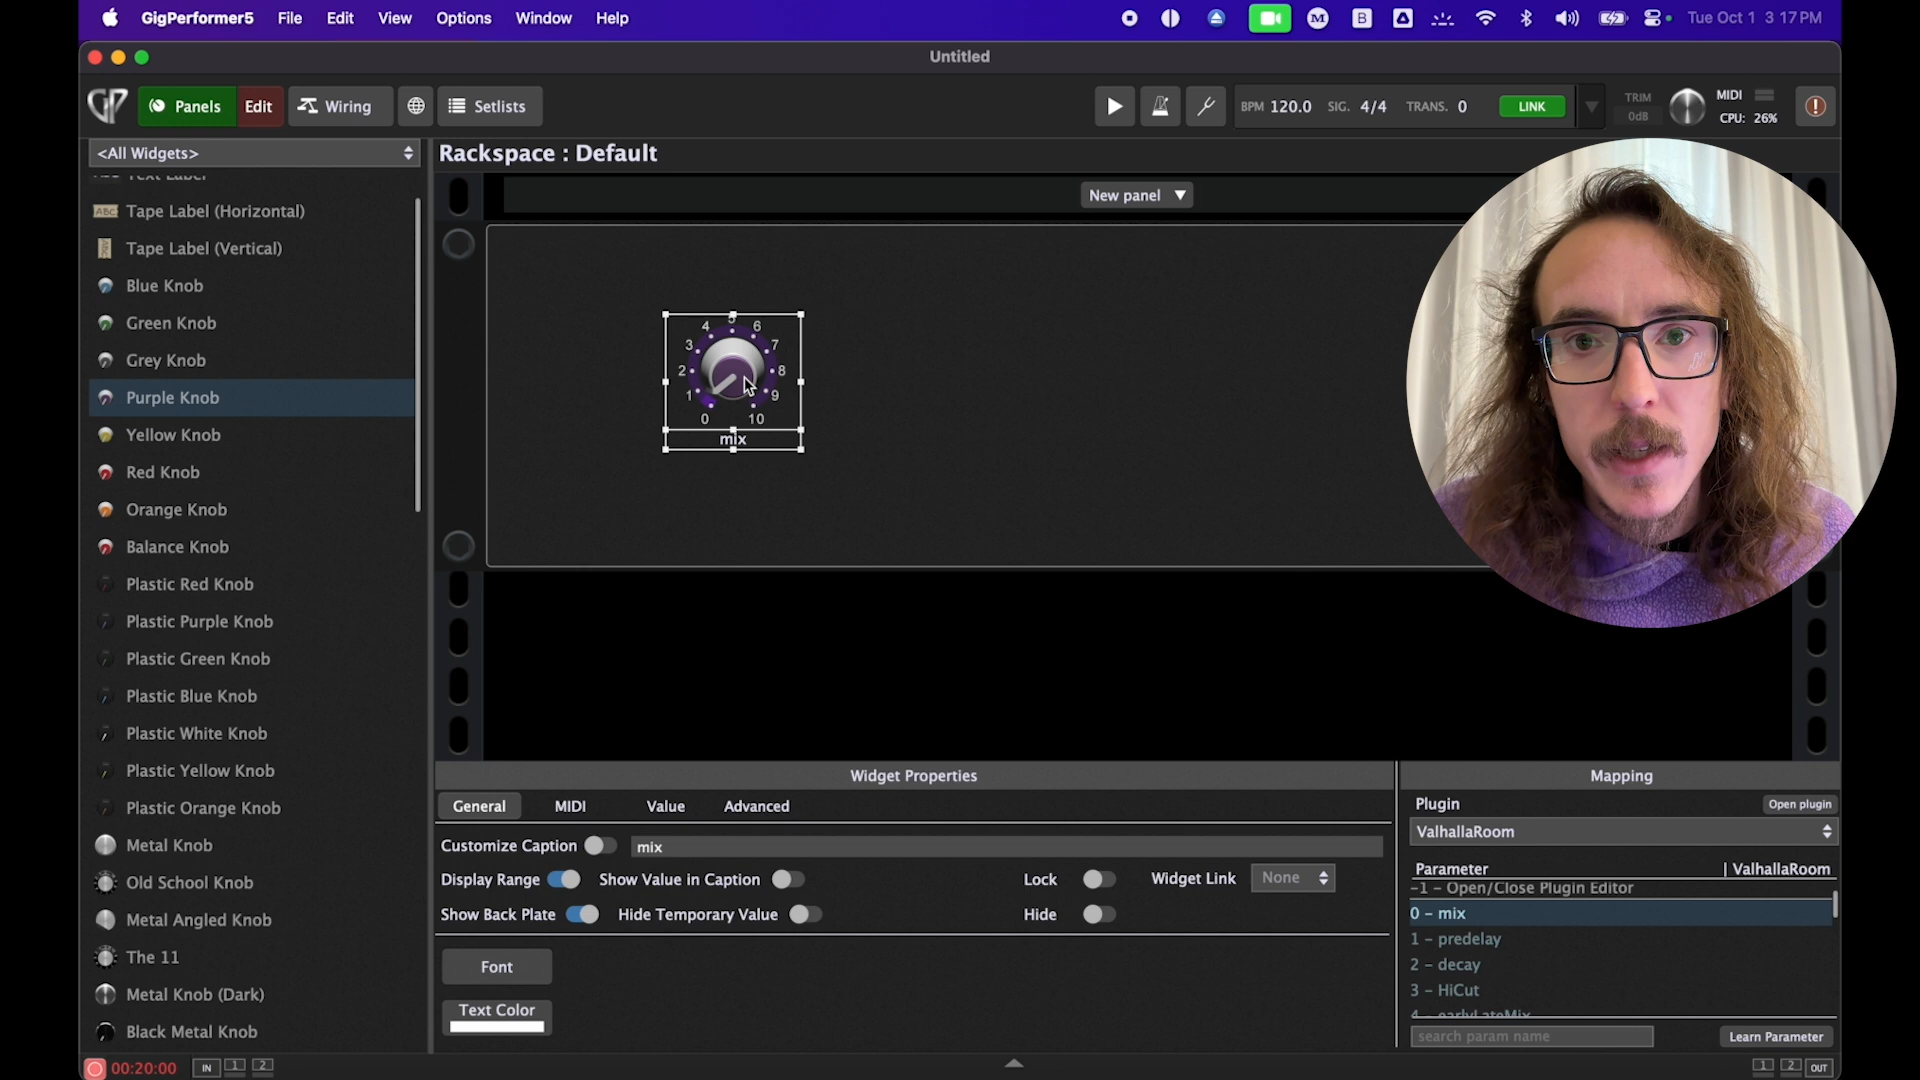 GigPerformer5 File Edit View Options Window Help
M B Tue Oct 1 3 17 PM
Untitled
GP Panels Edit Wiring Setlists
BPM 120.0 SIG. 4/4 TRANS. 0 LINK
TRIM 0dB
MIDI
CPU: 26%
<All Widgets>
Rackspace : Default
Text Label
New panel
Tape Label (Horizontal)
Tape Label (Vertical)
Blue Knob
Green Knob
Grey Knob
Purple Knob
Yellow Knob
Red Knob
Orange Knob
Balance Knob
Plastic Red Knob
Plastic Purple Knob
Plastic Green Knob
Plastic Blue Knob
Plastic White Knob
Plastic Yellow Knob
Plastic Orange Knob
Metal Knob
Old School Knob
Metal Angled Knob
The 11
Metal Knob (Dark)
Black Metal Knob
0 1 2 3 4 5 6 7 8 9 10
mix
Widget Properties
General MIDI Value Advanced
Customize Caption mix
Display Range Show Value in Caption Lock Widget Link None
Show Back Plate Hide Temporary Value Hide
Font
Text Color
Mapping
Plugin Open plugin
ValhallaRoom
Parameter | ValhallaRoom
-1 - Open/Close Plugin Editor
0 - mix
1 - predelay
2 - decay
3 - HiCut
4 - earlyLateMix
search param name Learn Parameter
00:20:00 IN 1 2
1 2 OUT